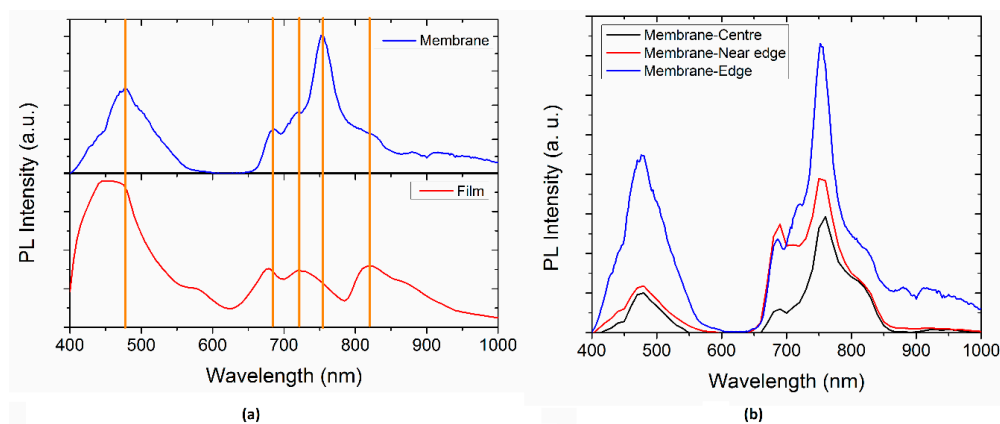 Membrane
Film
PL Intensity (a.u.)
400 500 600 700 800 900 1000
Wavelength (nm)
(a)
Membrane-Centre
Membrane-Near edge
Membrane-Edge
PL-Intensity (a. u.)
400 500 600 700 800 900 1000
Wavelength (nm)
(b)